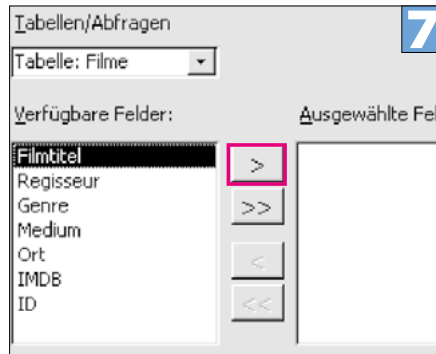 Tabellen/Abfragen
7
Tabelle: Filme
Verfügbare Felder:
Ausgewählte Fel
Filmtitel
Regisseur
Genre
Medium
Ort
IMDB
ID
>
>>
<
<<